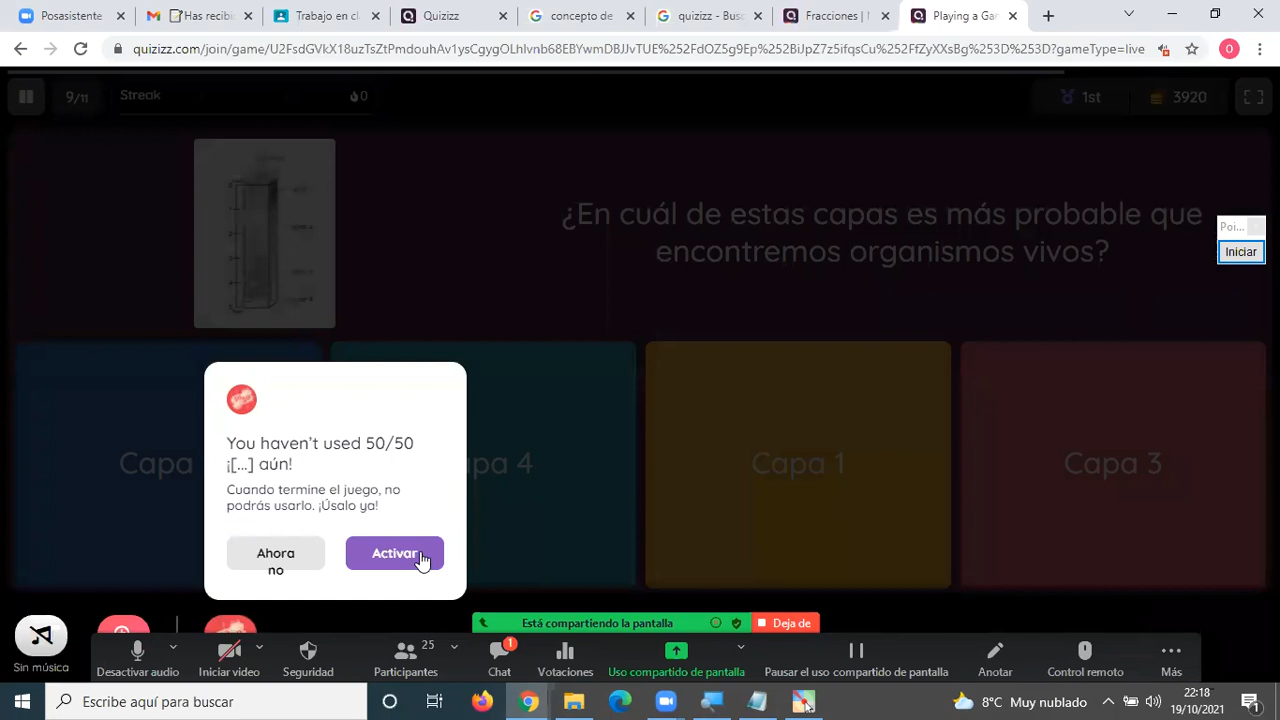 Posasistente
Has recibi
Trabajo en cl
Quizizz
concepto de
quizizz - Bus
Fracciones |
Playing a Ga
quizizz.com/join/game/U2FsdGVkX18uzTsZtPmdouhAv1ysCgygOLhlvnb68EBYwmDBJJvTUE%252FdOZ5g9Ep%252BiJpZ7z5ifqsCu%252FfZyXXsBg%253D%253D?gameType=live
O
9/11
Streak
0
1st
3920
¿En cuál de estas capas es más probable que
encontremos organismos vivos?
Poi...
Iniciar
Capa
pa 4
Capa 1
Capa 3
You haven't used 50/50
¡[...] aún!
Cuando termine el juego, no
podrás usarlo. ¡Úsalo ya!
Ahora
no
Activar
Sin música
Está compartiendo la pantalla
Deja de
Desactivar audio
Iniciar video
Seguridad
25
Participantes
1
Chat
Votaciones
Uso compartido de pantalla
Pausar el uso compartido de pantalla
Anotar
Control remoto
Más
Escribe aquí para buscar
8°C Muy nublado
22:18
19/10/2021
1